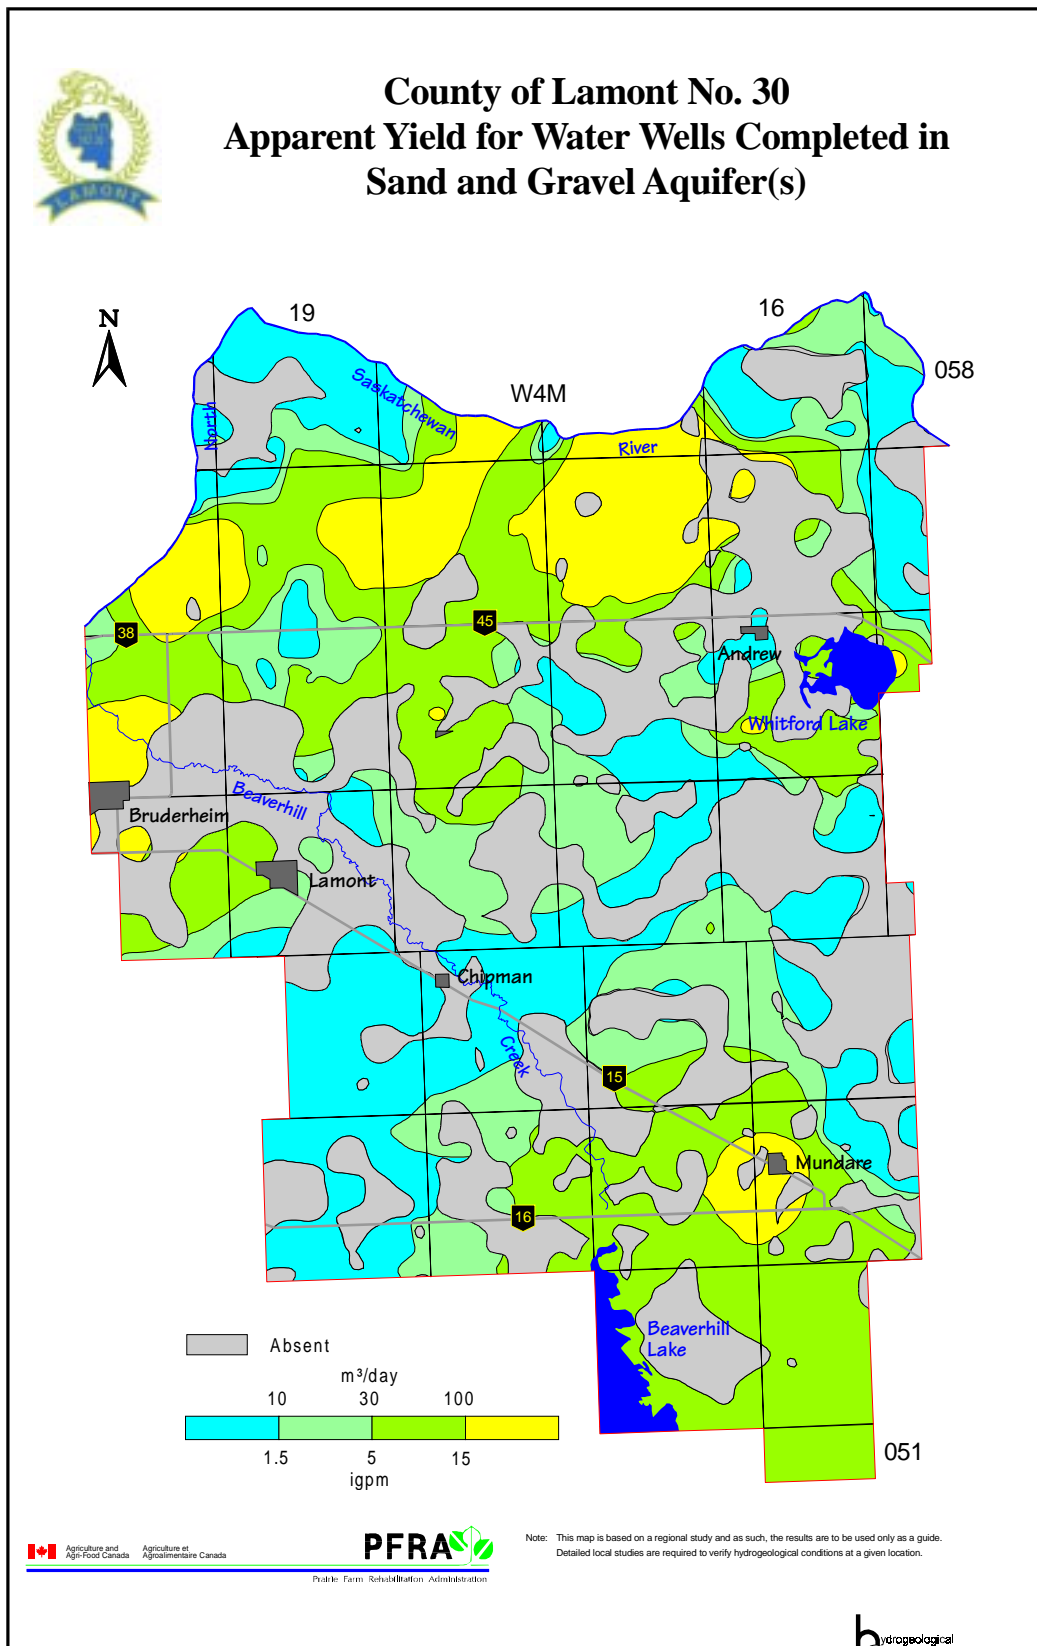 County of Lamont No. 30
Apparent Yield for Water Wells Completed in
Sand and Gravel Aquifer(s)
LAMONT
N
19
16
W4M
058
North
Saskatchewan
River
38
45
Andrew
Whitford Lake
Bruderheim
Beaverhill
Lamont
Chipman
Creek
15
Mundare
16
Beaverhill
Lake
051
Absent
m³/day
10 30 100
1.5 5 15
igpm
Agriculture and
Agri-Food Canada
Agriculture et
Agroalimentaire Canada
PFRA
Prairie Farm Rehabilitation Administration
Note: This map is based on a regional study and as such, the results are to be used only as a guide.
Detailed local studies are required to verify hydrogeological conditions at a given location.
hydrogeological